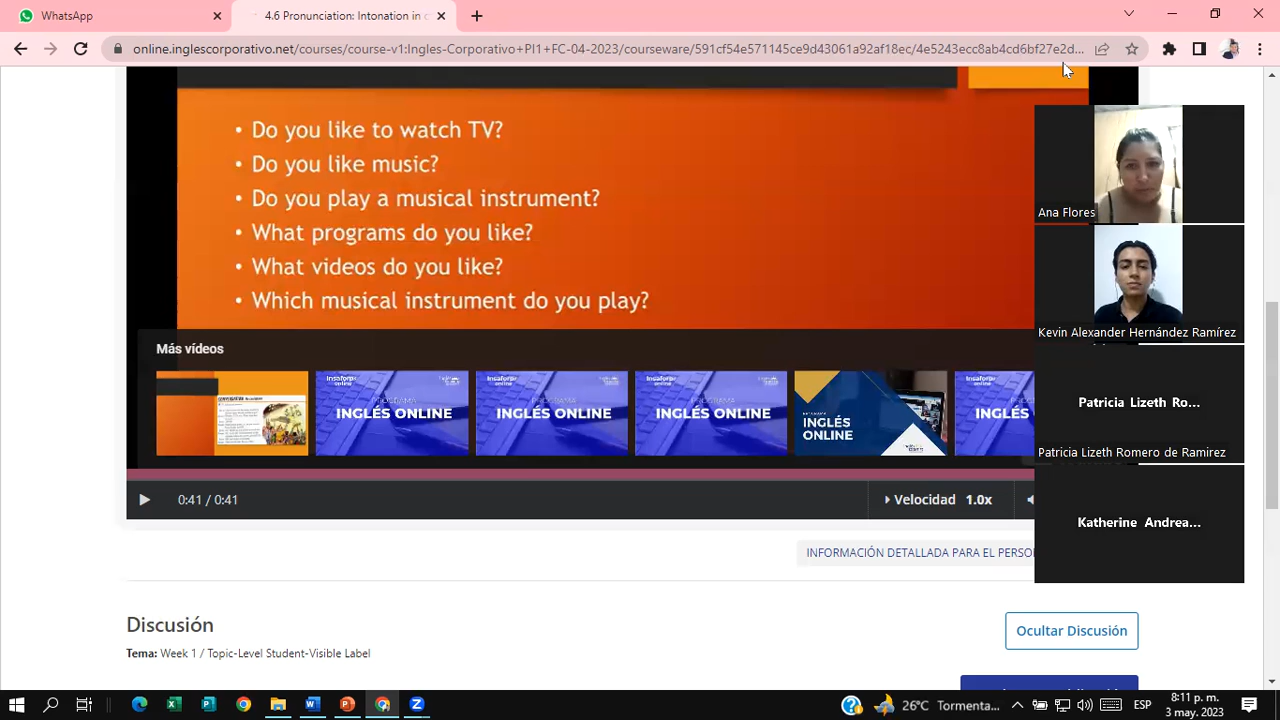 WhatsApp
4.6 Pronunciation: Intonation in c
online.inglescorporativo.net/courses/course-v1:Ingles-Corporativo+PI1+FC-04-2023/courseware/591cf54e571145ce9d43061a92af18ec/4e5243ecc8ab4cd6bf27e2d...
• Do you like to watch TV?
• Do you like music?
• Do you play a musical instrument?
• What programs do you like?
• What videos do you like?
• Which musical instrument do you play?
Ana Flores
Kevin Alexander Hernández Ramírez
Patricia Lizeth Ro...
Patricia Lizeth Romero de Ramirez
Katherine Andrea...
Más vídeos
INGLÉS ONLINE
INGLÉS ONLINE
INGLÉS ONLINE
INGLÉS
ONLINE
INGLÉS
0:41 / 0:41
Velocidad 1.0x
INFORMACIÓN DETALLADA PARA EL PERSO
Discusión
Ocultar Discusión
Tema: Week 1 / Topic-Level Student-Visible Label
26°C Tormenta...
ESP
8:11 p. m.
3 may. 2023